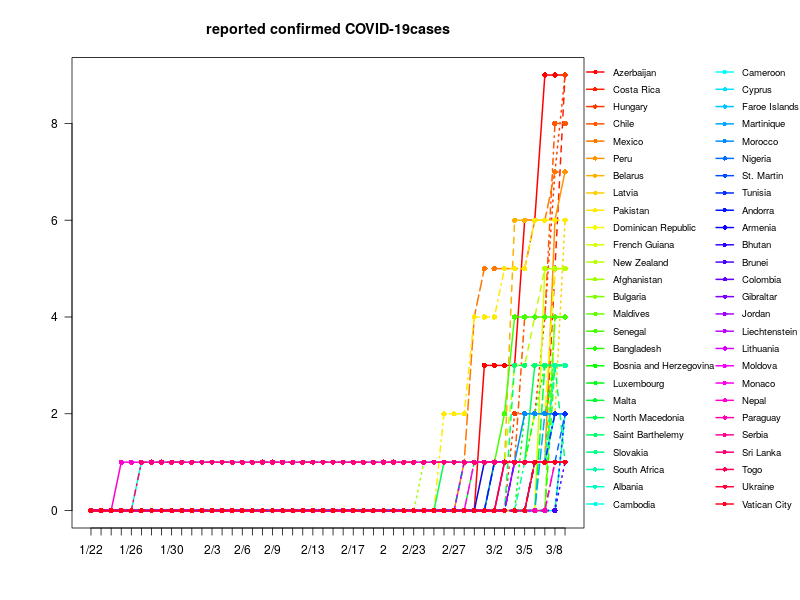 reported confirmed COVID-19cases
8
6
4
2
0
1/22 1/26 1/30 2/3 2/6 2/9 2/13 2/17 2 2/23 2/27 3/2 3/5 3/8
Azerbaijan
Costa Rica
Hungary
Chile
Mexico
Peru
Belarus
Latvia
Pakistan
Dominican Republic
French Guiana
New Zealand
Afghanistan
Bulgaria
Maldives
Senegal
Bangladesh
Bosnia and Herzegovina
Luxembourg
Malta
North Macedonia
Saint Barthelemy
Slovakia
South Africa
Albania
Cambodia
Cameroon
Cyprus
Faroe Islands
Martinique
Morocco
Nigeria
St. Martin
Tunisia
Andorra
Armenia
Bhutan
Brunei
Colombia
Gibraltar
Jordan
Liechtenstein
Lithuania
Moldova
Monaco
Nepal
Paraguay
Serbia
Sri Lanka
Togo
Ukraine
Vatican City